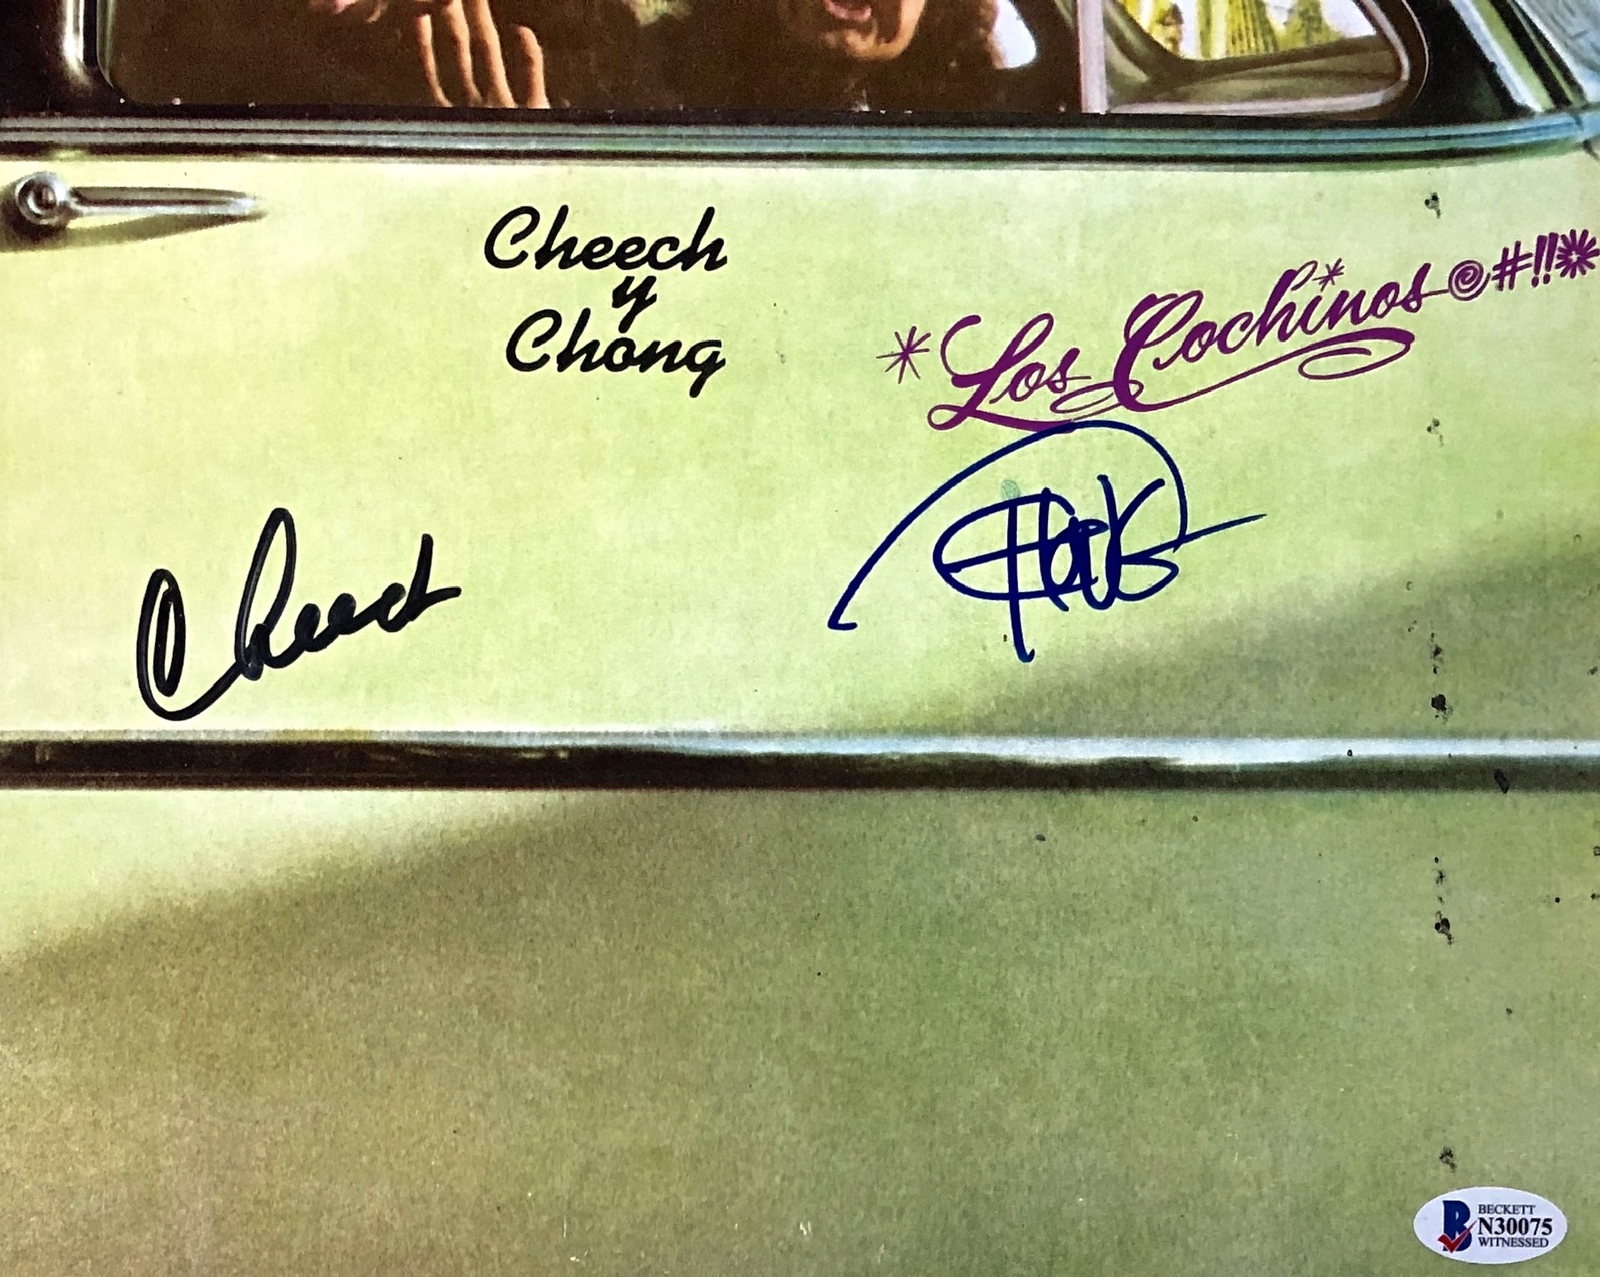 Cheech
y
Chong
*Los Cochinos@#!!*
Cheech
BECKETT
N30075
WITNESSED